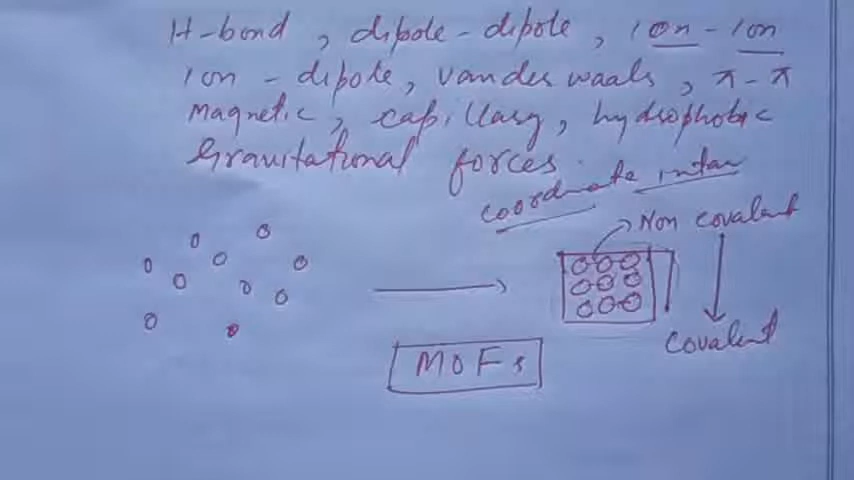 H-bond, dipole-dipole, ion-ion
ion-dipole, vander waals, π-π
magnetic, capillary, hydrophobic
Gravitational forces.
coordinate
Non covalent
Covalent
MOFs